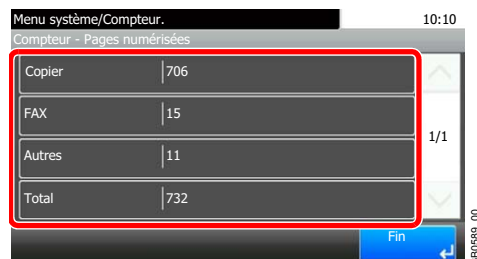 Menu système/Compteur. 10:10
Compteur - Pages numérisées
Copier 706
FAX 15
1/1
Autres 11
Total 732
Fin
B0589_00